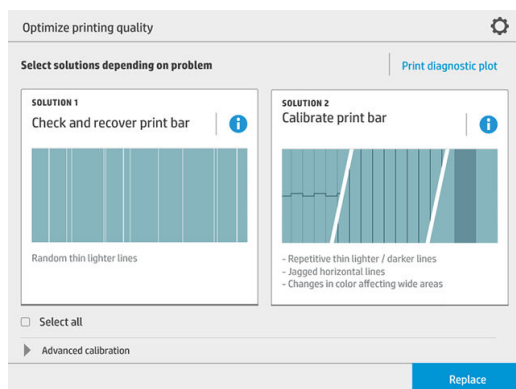 Optimize printing quality
Select solutions depending on problem
Print diagnostic plot
SOLUTION 1
Check and recover print bar
Random thin lighter lines
SOLUTION 2
Calibrate print bar
- Repetitive thin lighter / darker lines
- Jagged horizontal lines
- Changes in color affecting wide areas
Select all
Advanced calibration
Replace